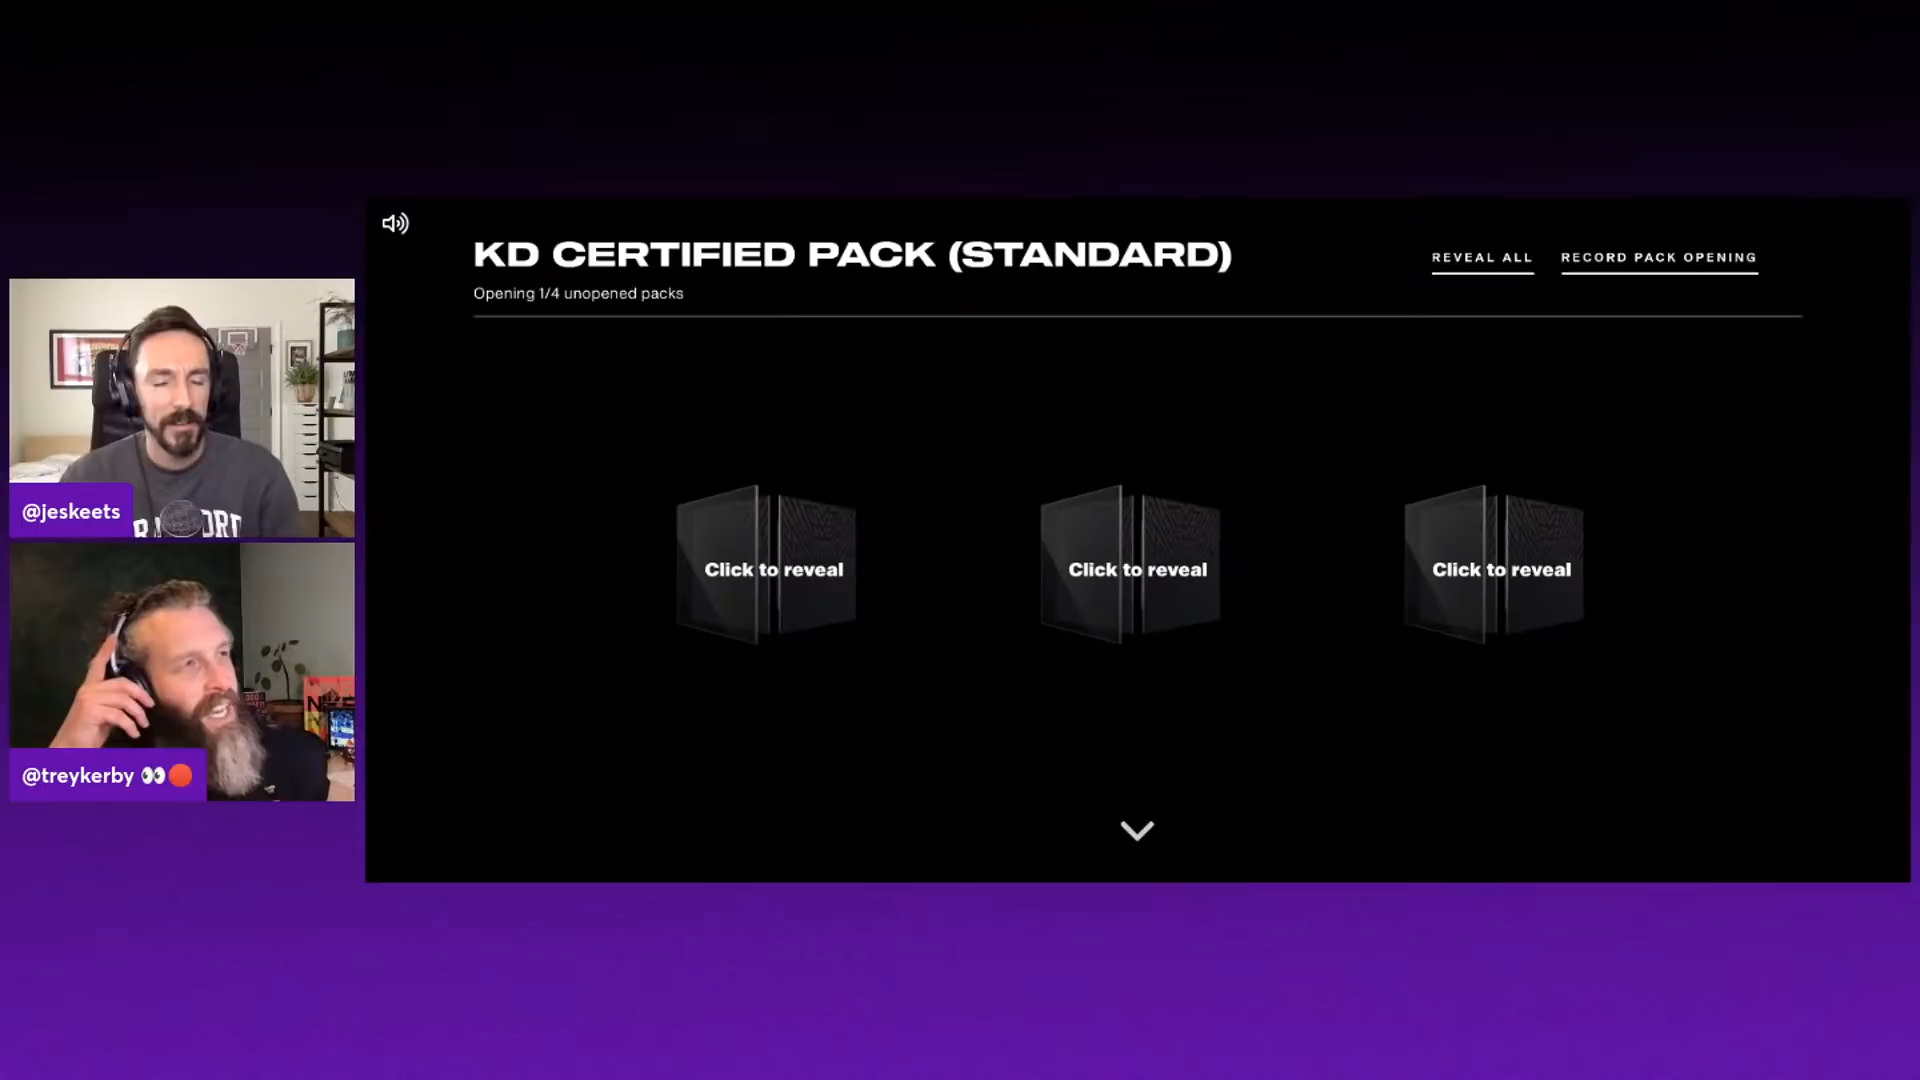 KD CERTIFIED PACK (STANDARD)
REVEAL ALL
RECORD PACK OPENING
Opening 1/4 unopened packs
Click to reveal
Click to reveal
Click to reveal
@jeskeets
@treykerby 👀🔴